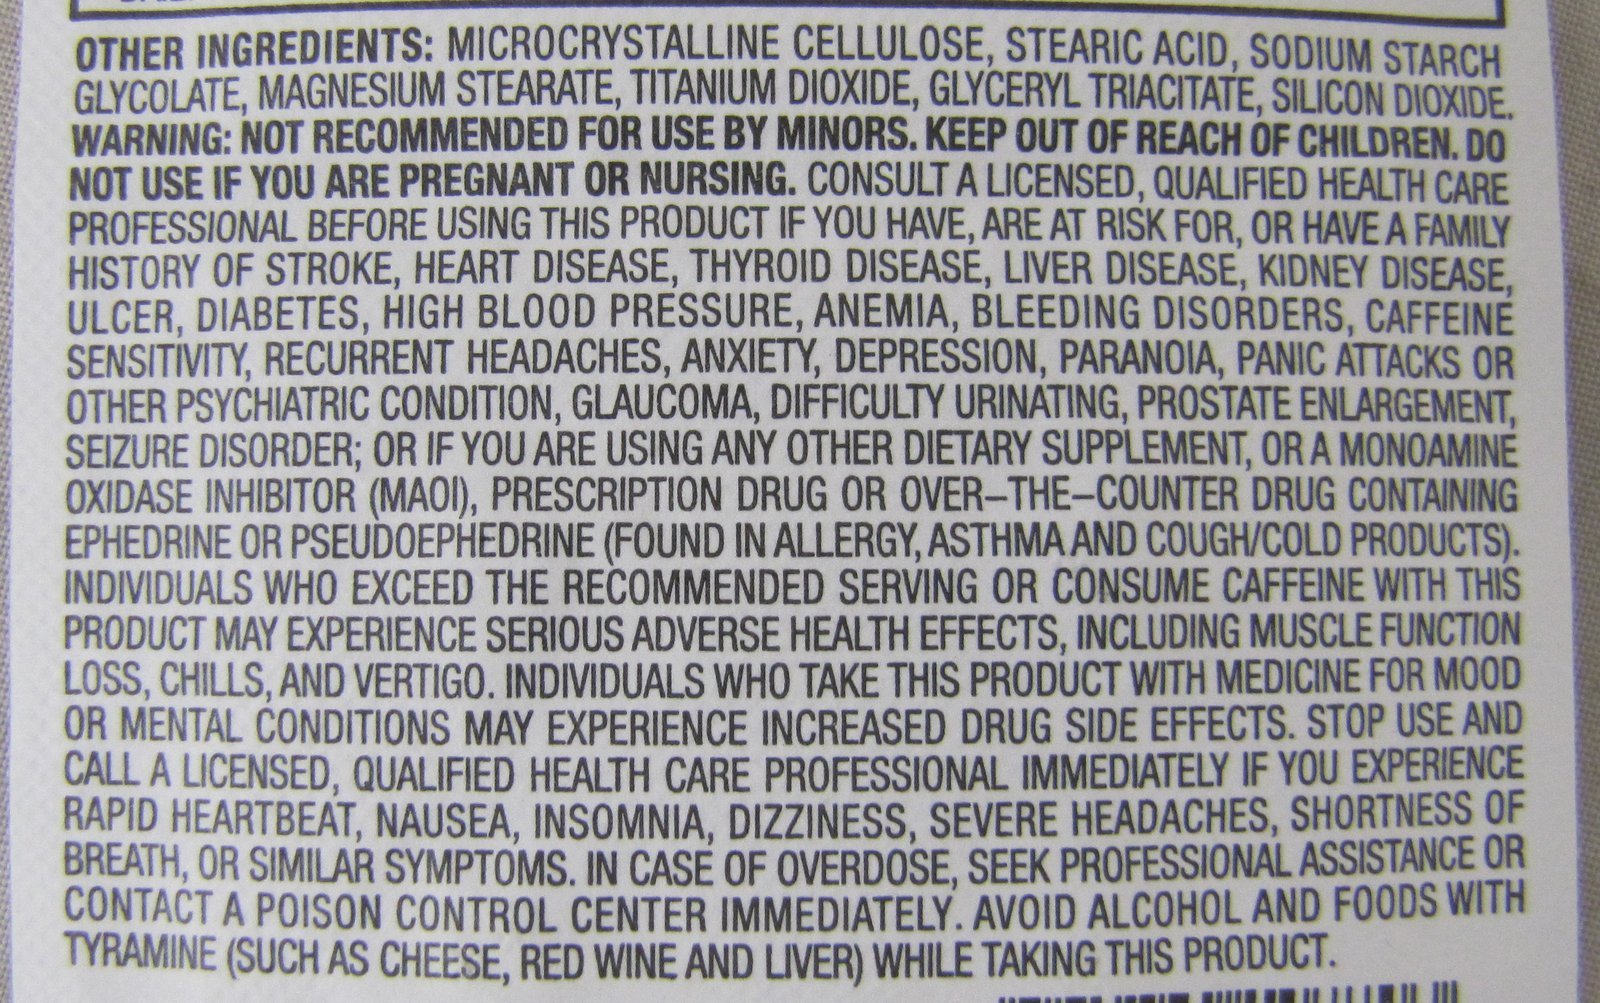 OTHER INGREDIENTS: MICROCRYSTALLINE CELLULOSE, STEARIC ACID, SODIUM STARCH
GLYCOLATE, MAGNESIUM STEARATE, TITANIUM DIOXIDE, GLYCERYL TRIACITATE, SILICON DIOXIDE.
WARNING: NOT RECOMMENDED FOR USE BY MINORS. KEEP OUT OF REACH OF CHILDREN. DO
NOT USE IF YOU ARE PREGNANT OR NURSING. CONSULT A LICENSED, QUALIFIED HEALTH CARE
PROFESSIONAL BEFORE USING THIS PRODUCT IF YOU HAVE, ARE AT RISK FOR, OR HAVE A FAMILY
HISTORY OF STROKE, HEART DISEASE, THYROID DISEASE, LIVER DISEASE, KIDNEY DISEASE,
ULCER, DIABETES, HIGH BLOOD PRESSURE, ANEMIA, BLEEDING DISORDERS, CAFFEINE
SENSITIVITY, RECURRENT HEADACHES, ANXIETY, DEPRESSION, PARANOIA, PANIC ATTACKS OR
OTHER PSYCHIATRIC CONDITION, GLAUCOMA, DIFFICULTY URINATING, PROSTATE ENLARGEMENT,
SEIZURE DISORDER; OR IF YOU ARE USING ANY OTHER DIETARY SUPPLEMENT, OR A MONOAMINE
OXIDASE INHIBITOR (MAOI), PRESCRIPTION DRUG OR OVER–THE–COUNTER DRUG CONTAINING
EPHEDRINE OR PSEUDOEPHEDRINE (FOUND IN ALLERGY, ASTHMA AND COUGH/COLD PRODUCTS).
INDIVIDUALS WHO EXCEED THE RECOMMENDED SERVING OR CONSUME CAFFEINE WITH THIS
PRODUCT MAY EXPERIENCE SERIOUS ADVERSE HEALTH EFFECTS, INCLUDING MUSCLE FUNCTION
LOSS, CHILLS, AND VERTIGO. INDIVIDUALS WHO TAKE THIS PRODUCT WITH MEDICINE FOR MOOD
OR MENTAL CONDITIONS MAY EXPERIENCE INCREASED DRUG SIDE EFFECTS. STOP USE AND
CALL A LICENSED, QUALIFIED HEALTH CARE PROFESSIONAL IMMEDIATELY IF YOU EXPERIENCE
RAPID HEARTBEAT, NAUSEA, INSOMNIA, DIZZINESS, SEVERE HEADACHES, SHORTNESS OF
BREATH, OR SIMILAR SYMPTOMS. IN CASE OF OVERDOSE, SEEK PROFESSIONAL ASSISTANCE OR
CONTACT A POISON CONTROL CENTER IMMEDIATELY. AVOID ALCOHOL AND FOODS WITH
TYRAMINE (SUCH AS CHEESE, RED WINE AND LIVER) WHILE TAKING THIS PRODUCT.